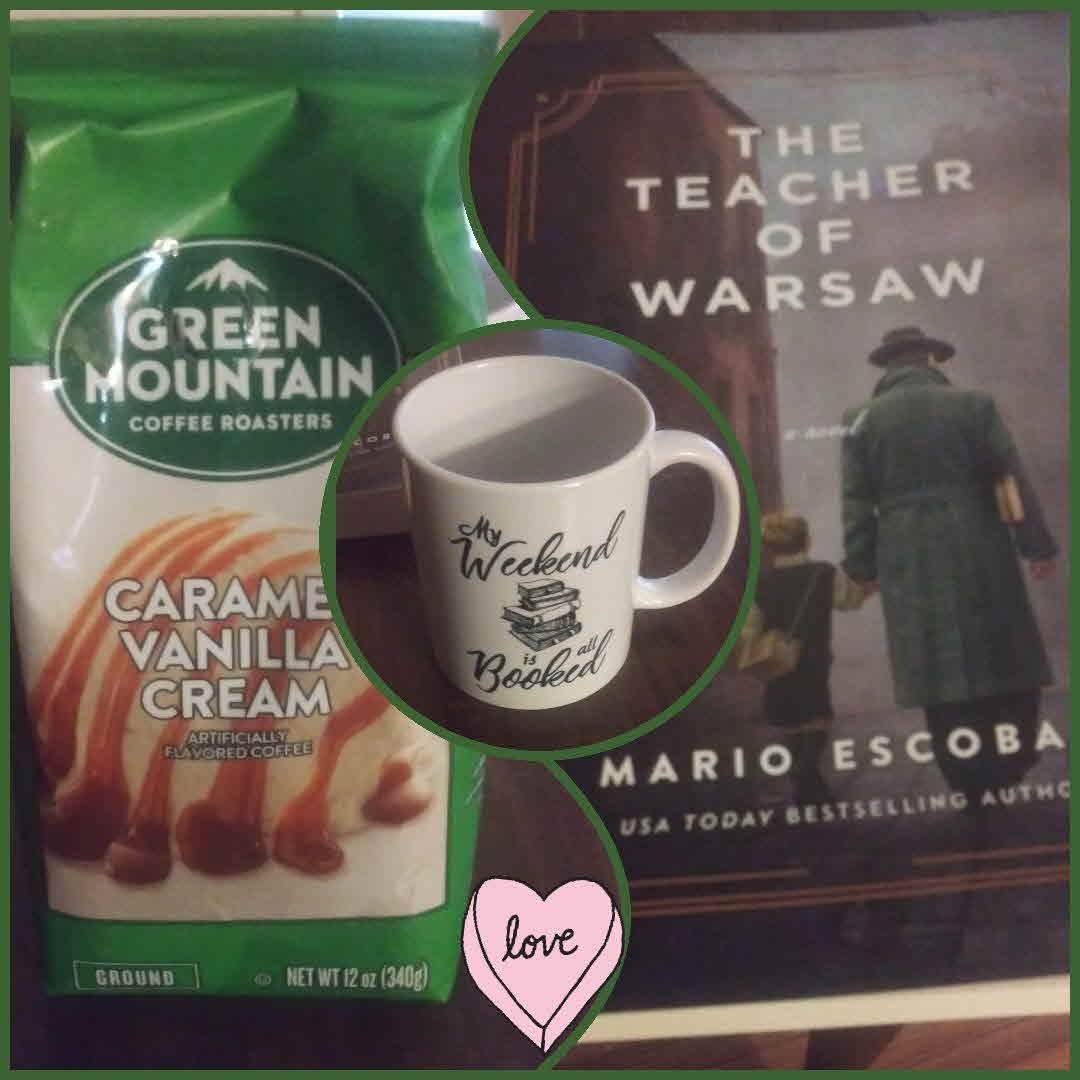 GREEN
MOUNTAIN
COFFEE ROASTERS
CARAME
VANILLA
CREAM
ARTIFICIALLY
FLAVORED COFFEE
GROUND
NET WT 12 oz (340g)
My
Weekend
is all
Booked
THE
TEACHER
OF
WARSAW
a novel
MARIO ESCOBA
USA TODAY BESTSELLING AUTHO
love